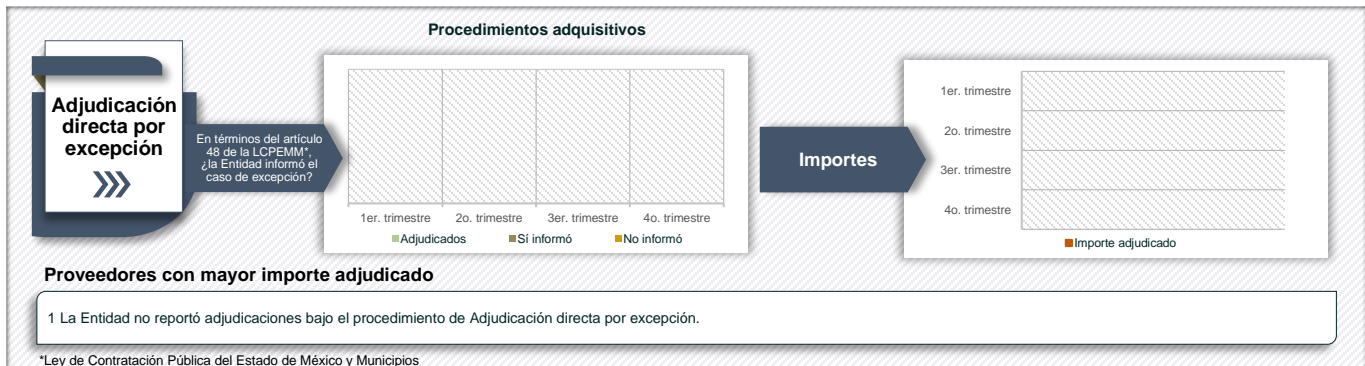 Procedimientos adquisitivos
Adjudicación
directa por
excepción
En términos del artículo
48 de la LCPEMM*,
¿la Entidad informó el
caso de excepción?
1er. trimestre 2o. trimestre 3er. trimestre 4o. trimestre
Adjudicados Sí informó No informó
Importes
1er. trimestre
2o. trimestre
3er. trimestre
4o. trimestre
Importe adjudicado
Proveedores con mayor importe adjudicado
1 La Entidad no reportó adjudicaciones bajo el procedimiento de Adjudicación directa por excepción.
*Ley de Contratación Pública del Estado de México y Municipios